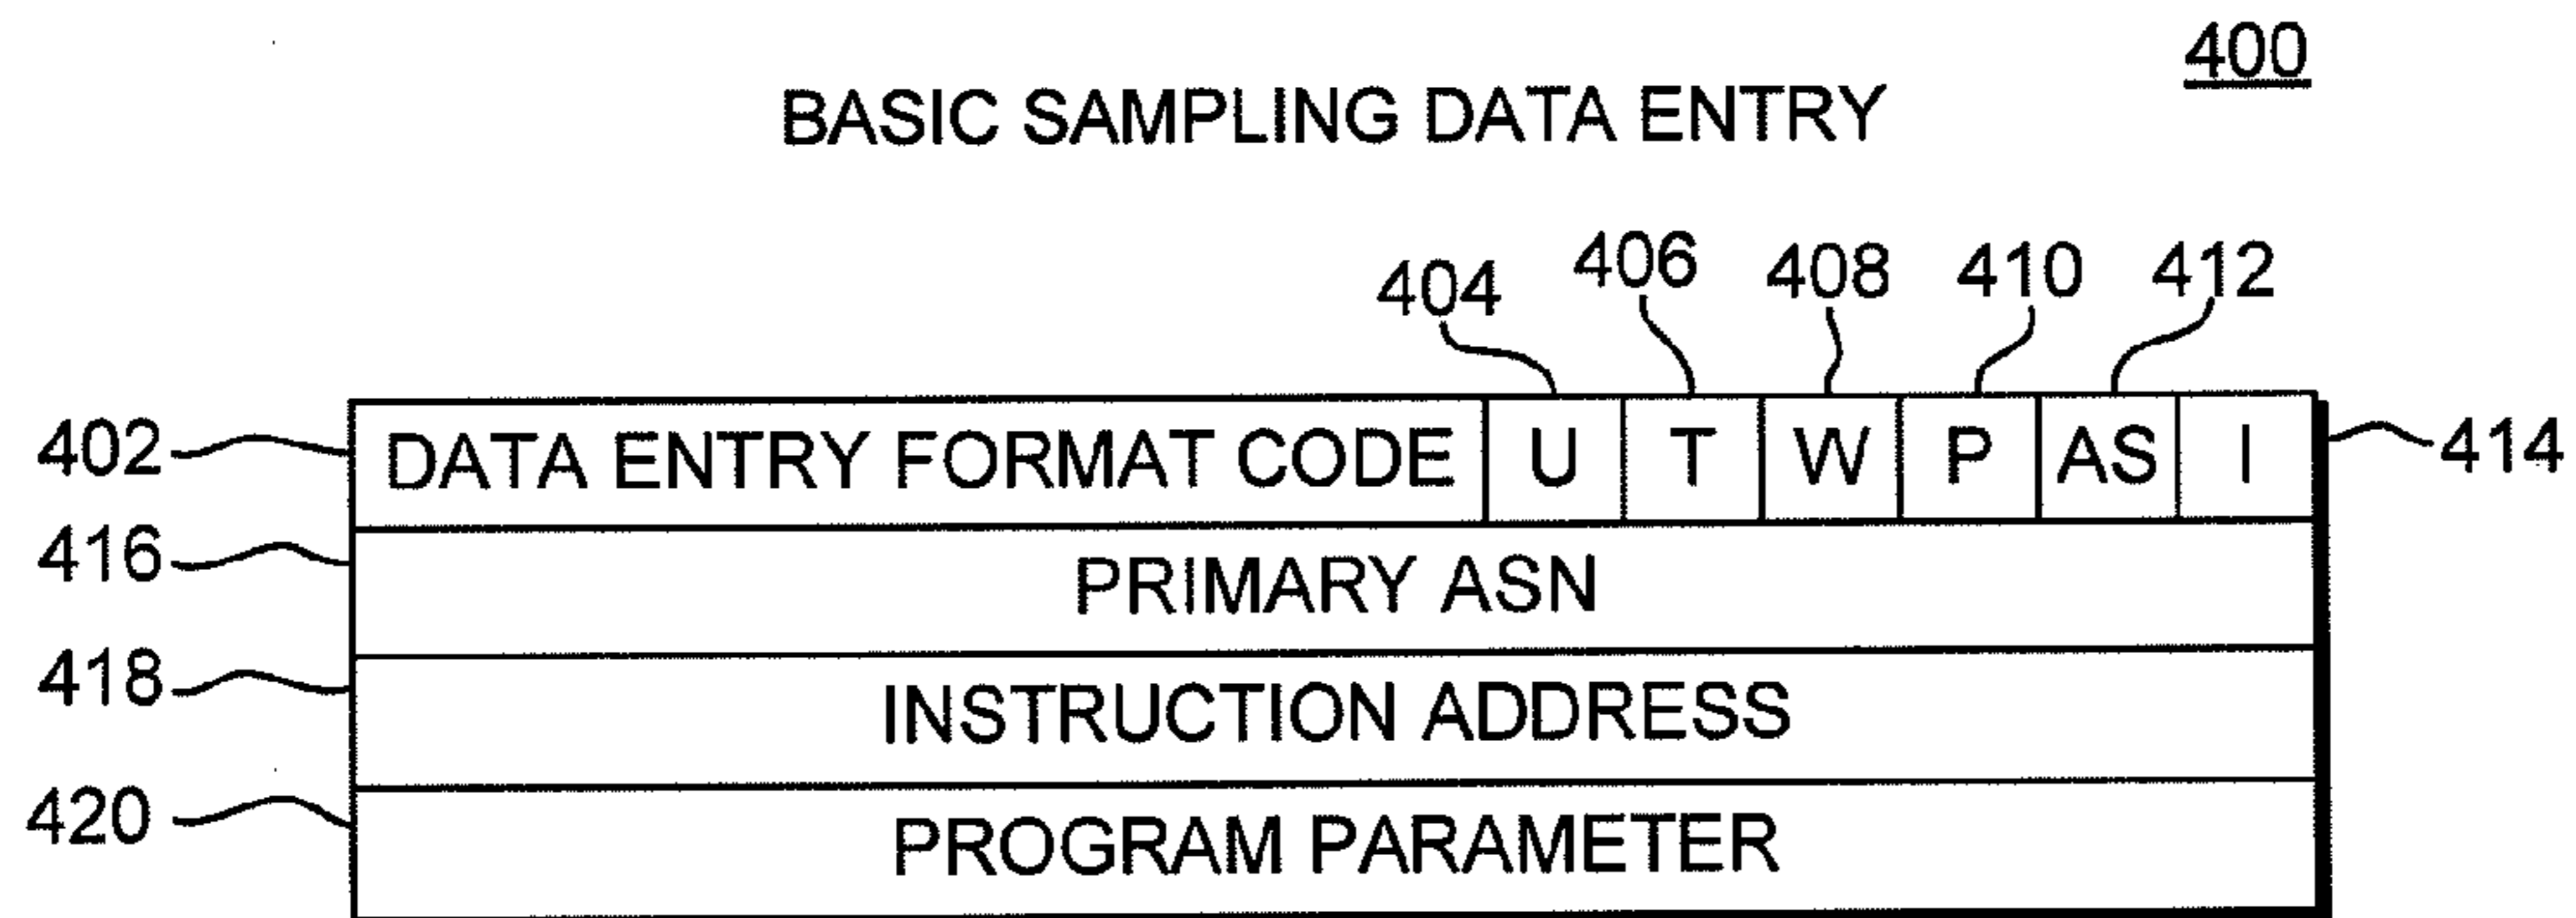 400
BASIC SAMPLING DATA ENTRY
404 406 408 410 412
402 DATA ENTRY FORMAT CODE U T W P AS I 414
416 PRIMARY ASN
418 INSTRUCTION ADDRESS
420 PROGRAM PARAMETER